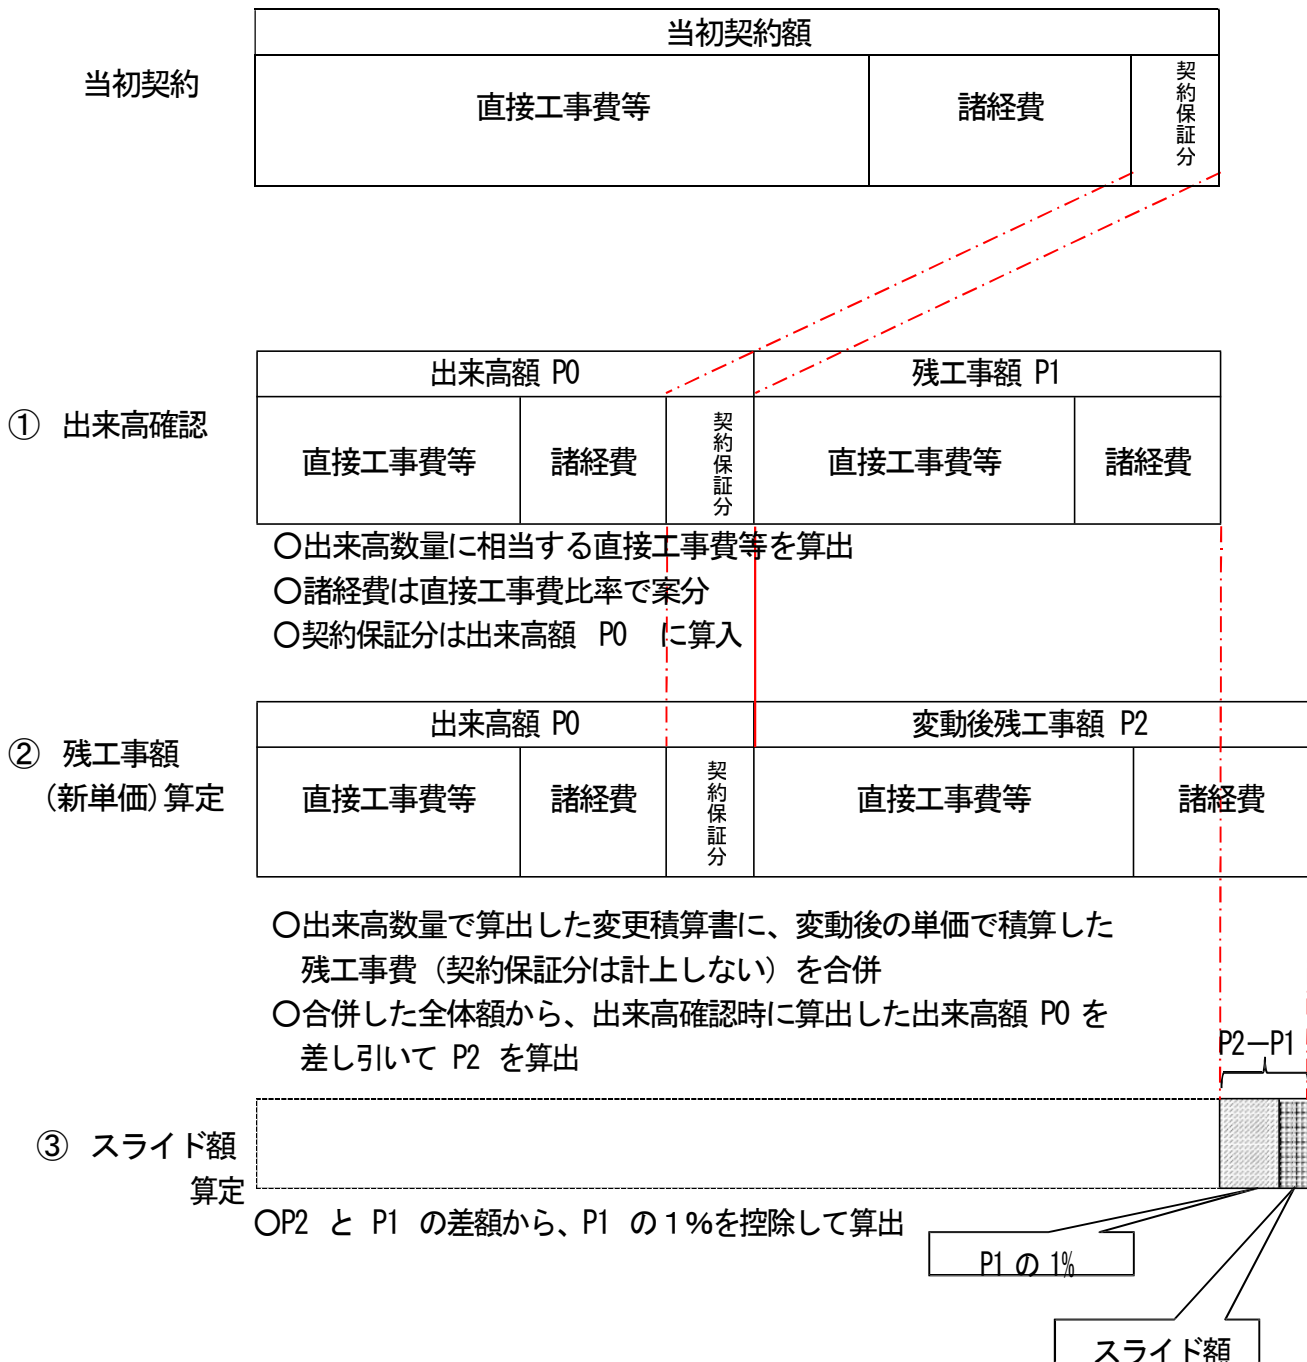 当初契約額
当初契約
直接工事費等
諸経費
契約保証分
出来高額 P0
残工事額 P1
① 出来高確認
直接工事費等
諸経費
契約保証分
直接工事費等
諸経費
〇出来高数量に相当する直接工事費等を算出
〇諸経費は直接工事費比率で案分
〇契約保証分は出来高額 P0 に算入
出来高額 P0
変動後残工事額 P2
② 残工事額
(新単価)算定
直接工事費等
諸経費
契約保証分
直接工事費等
諸経費
〇出来高数量で算出した変更積算書に、変動後の単価で積算した
残工事費（契約保証分は計上しない）を合併
〇合併した全体額から、出来高確認時に算出した出来高額 P0 を
差し引いて P2 を算出
P2－P1
③ スライド額
算定
〇P2 と P1 の差額から、P1 の１％を控除して算出
P1 の 1%
スライド額